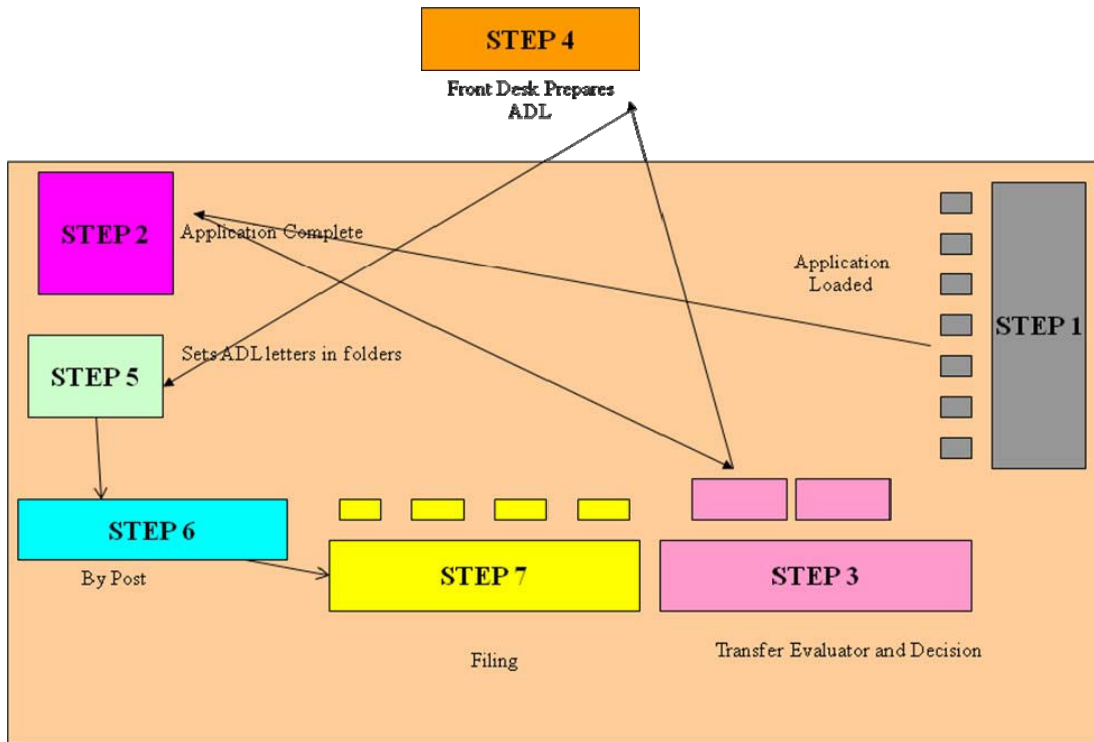 STEP 4
Front Desk Prepares
ADL
STEP 2
Application Complete
Application
Loaded
STEP 1
STEP 5
Sets ADL letters in folders
STEP 6
By Post
STEP 7
Filing
STEP 3
Transfer Evaluator and Decision